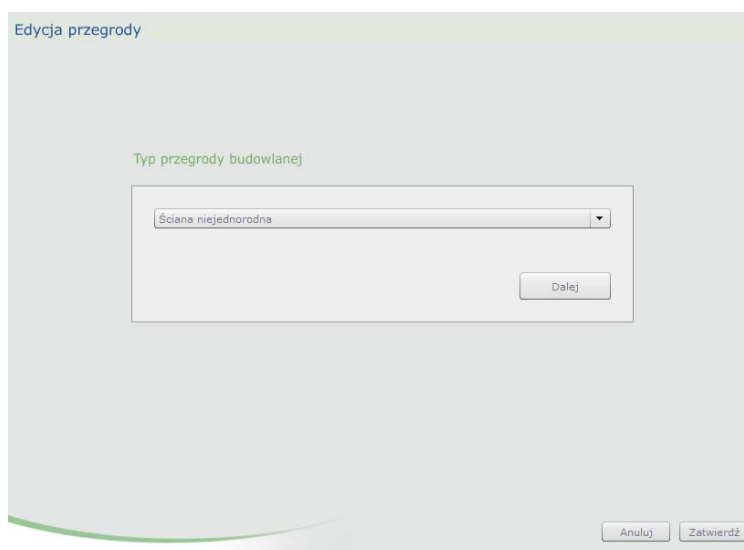 Edycja przegrody
Typ przegrody budowlanej
Ściana niejednorodna
Dalej
Anuluj Zatwierdź